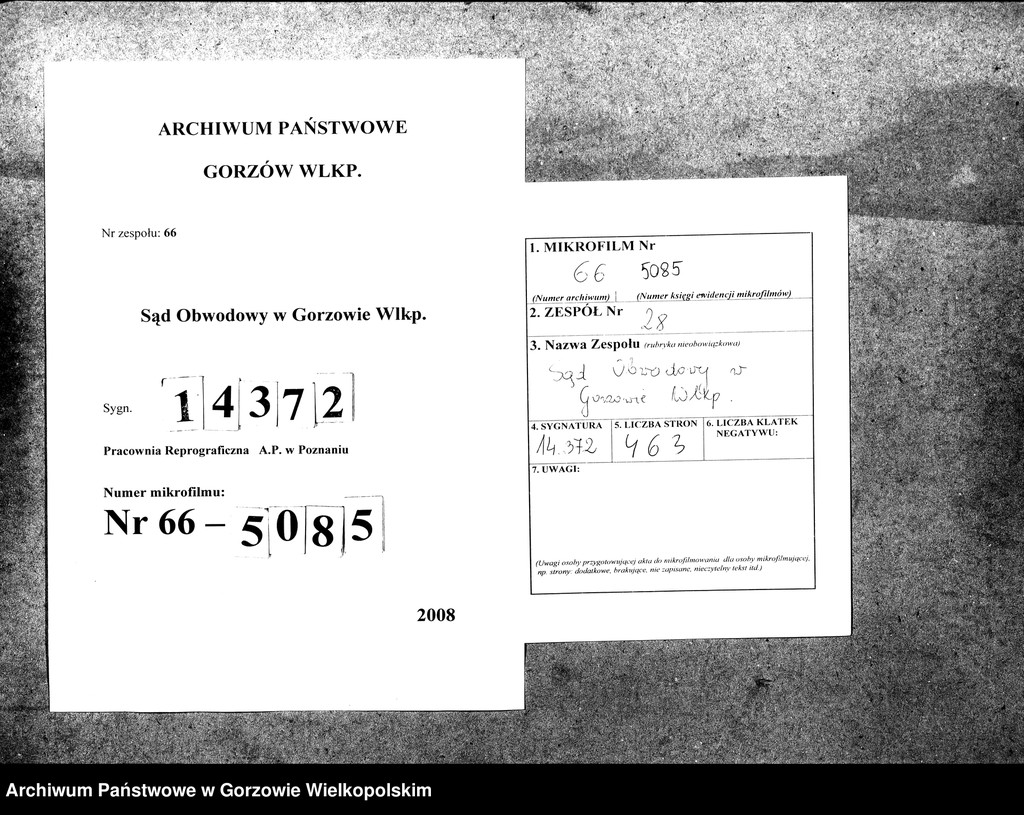 ARCHIWUM PAŃSTWOWE
GORZÓW WLKP.
Nr zespołu: 66
Sąd Obwodowy w Gorzowie Wlkp.
Sygn. 14372
Pracownia Reprograficzna A.P. w Poznaniu
Numer mikrofilmu:
Nr 66 – 5085
2008
1. MIKROFILM Nr
66 5085
(Numer archiwum) (Numer księgi ewidencji mikrofilmów)
2. ZESPÓŁ Nr
28
3. Nazwa Zespołu (rubryka nieobowiązkowa)
Sąd Obwodowy w
Gorzowie Wlkp.
4. SYGNATURA 5. LICZBA STRON 6. LICZBA KLATEK
NEGATYWU:
14.372 463
7. UWAGI:
(Uwagi osoby przygotowującej akta do mikrofilmowania dla osoby mikrofilmującej,
np. strony: dodatkowe, brakujące, nie zapisane, nieczytelny tekst itd.)
Archiwum Państwowe w Gorzowie Wielkopolskim